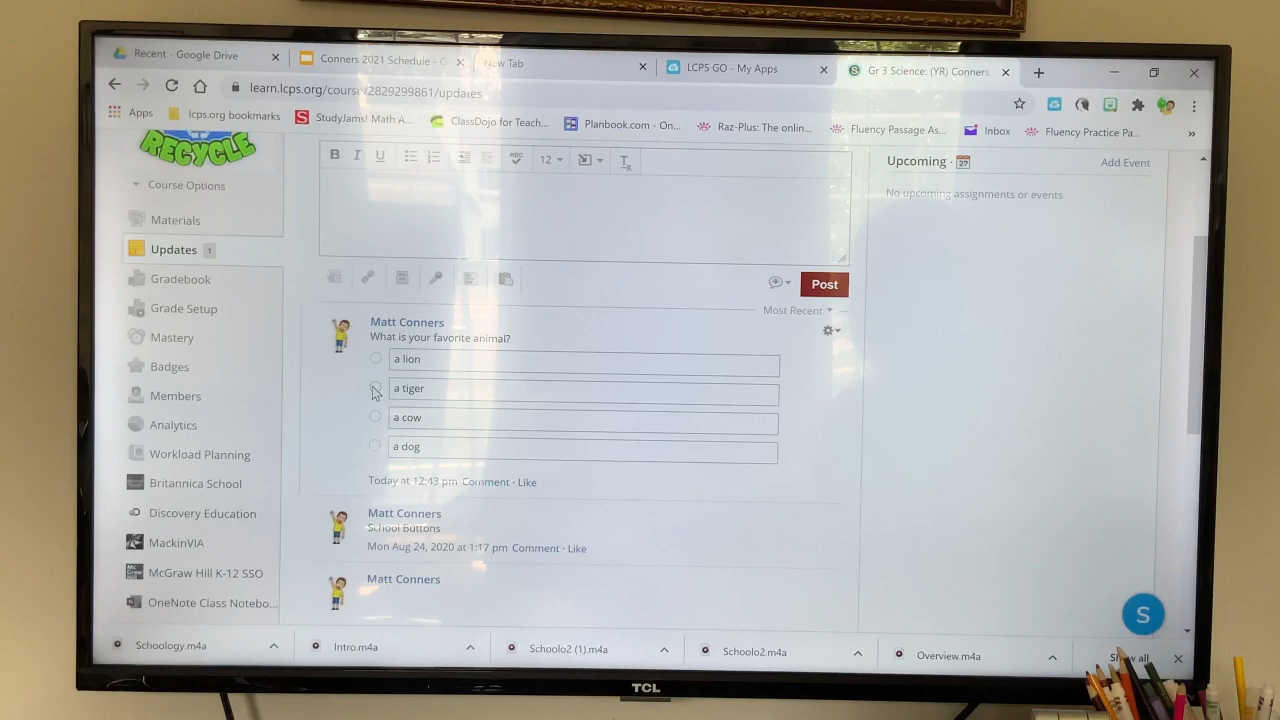 Recent - Google Drive
Conners 2021 Schedule - G
New Tab
LCPS GO - My Apps
Gr 3 Science: (YR) Conners
learn.lcps.org/course/2829299861/updates
Apps
lcps.org bookmarks
StudyJams! Math A...
ClassDojo for Teach...
Planbook.com - On...
Raz-Plus: The onlin...
Fluency Passage As...
Inbox
Fluency Practice Pa...
»
RECYCLE
Course Options
Materials
Updates 1
Gradebook
Grade Setup
Mastery
Badges
Members
Analytics
Workload Planning
Britannica School
Discovery Education
MackinVIA
McGraw Hill K-12 SSO
OneNote Class Notebo...
B I U
ABC
12
Post
Most Recent
Matt Conners
What is your favorite animal?
a lion
a tiger
a cow
a dog
Today at 12:43 pm Comment · Like
Matt Conners
School Buttons
Mon Aug 24, 2020 at 1:17 pm Comment · Like
Matt Conners
Upcoming · 27
Add Event
No upcoming assignments or events
S
Schoology.m4a
Intro.m4a
Schoolo2 (1).m4a
Schoolo2.m4a
Overview.m4a
Show all
TCL